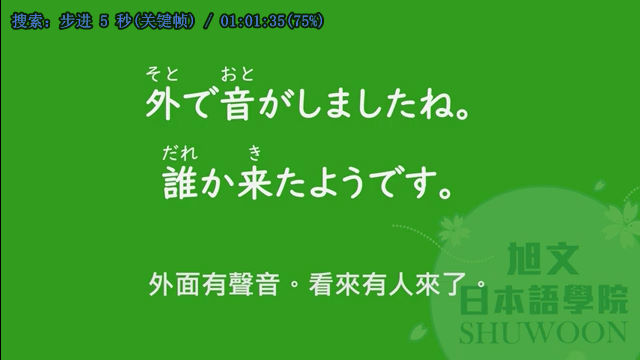 搜索: 步进 5 秒(关键帧) / 01:01:35(75%)
そと おと
外で音がしましたね。
だれ き
誰か来たようです。
外面有聲音。看來有人來了。
旭文
日本語學院
SHUWOON